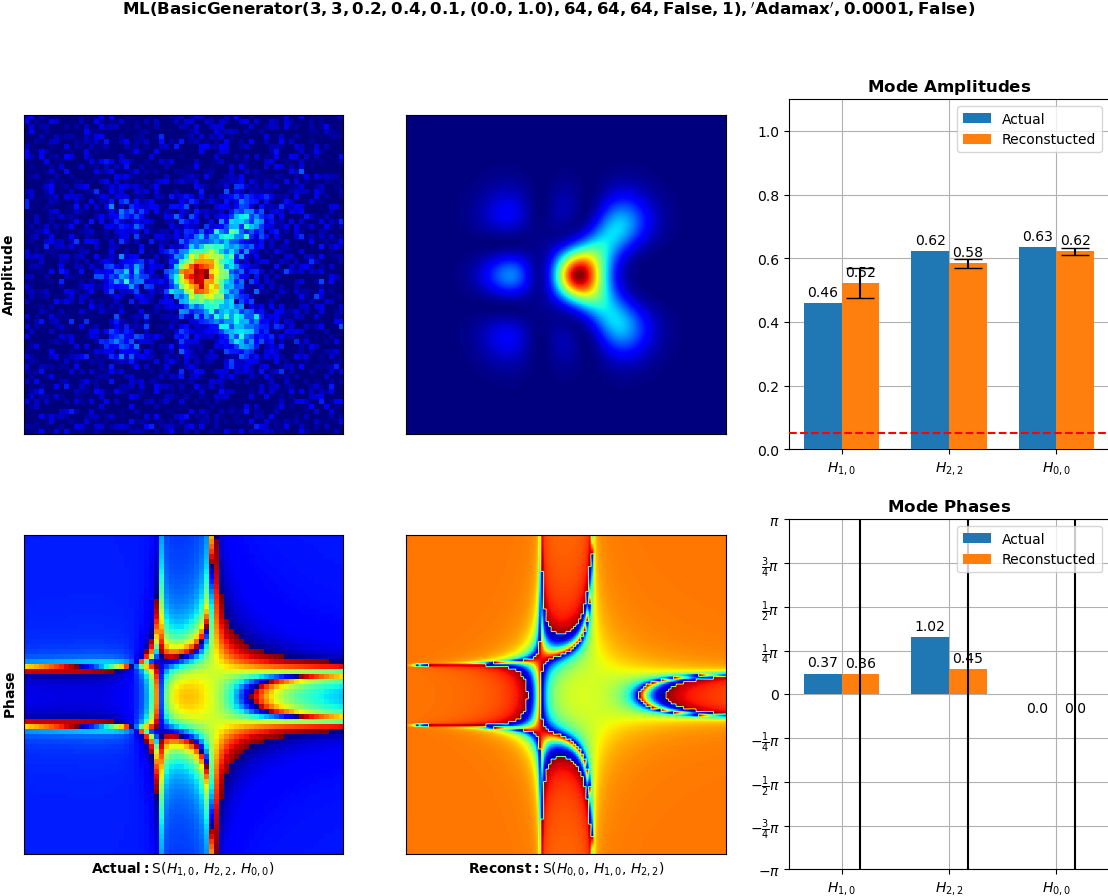 ML(BasicGenerator(3, 3, 0.2, 0.4, 0.1, (0.0, 1.0), 64, 64, 64, False, 1), ′Adamax′, 0.0001, False)
Mode Amplitudes
Actual
Reconstucted
1.0
0.8
0.6
0.4
0.2
0.0
0.46
0.52
0.62
0.58
0.63
0.62
H1,0
H2,2
H0,0
Amplitude
Mode Phases
Actual
Reconstucted
π
3/4π
1/2π
1/4π
0
−1/4π
−1/2π
−3/4π
−π
0.37
0.36
1.02
0.45
0.0
0.0
H1,0
H2,2
H0,0
Phase
Actual: S(H1,0, H2,2, H0,0)
Reconst: S(H0,0, H1,0, H2,2)